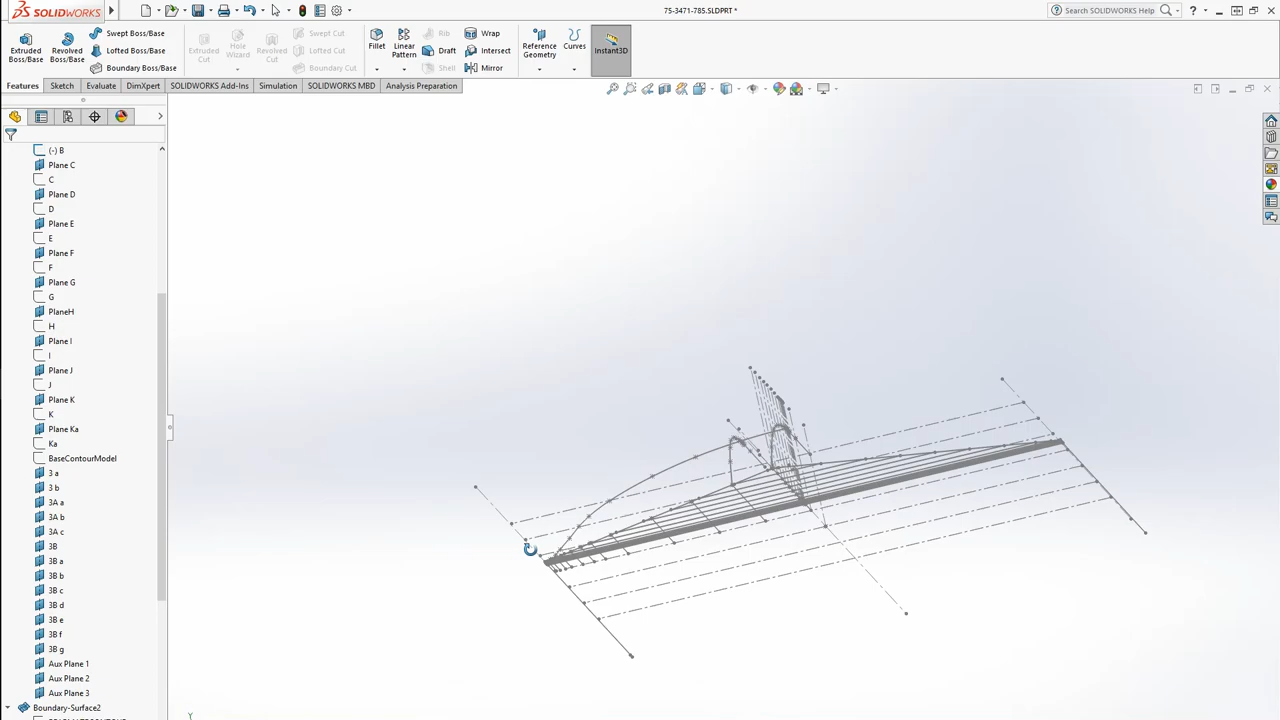 SOLIDWORKS
75-3471-785.SLDPRT *
Search SOLIDWORKS Help
Extruded Boss/Base
Revolved Boss/Base
Swept Boss/Base
Lofted Boss/Base
Boundary Boss/Base
Extruded Cut
Hole Wizard
Revolved Cut
Swept Cut
Lofted Cut
Boundary Cut
Fillet
Linear Pattern
Rib
Draft
Shell
Wrap
Intersect
Mirror
Reference Geometry
Curves
Instant3D
Features
Sketch
Evaluate
DimXpert
SOLIDWORKS Add-Ins
Simulation
SOLIDWORKS MBD
Analysis Preparation
(-) B
Plane C
C
Plane D
D
Plane E
E
Plane F
F
Plane G
G
PlaneH
H
Plane I
I
Plane J
J
Plane K
K
Plane Ka
Ka
BaseContourModel
3 a
3 b
3A a
3A b
3A c
3B
3B a
3B b
3B c
3B d
3B e
3B f
3B g
Aux Plane 1
Aux Plane 2
Aux Plane 3
Boundary-Surface2
Y